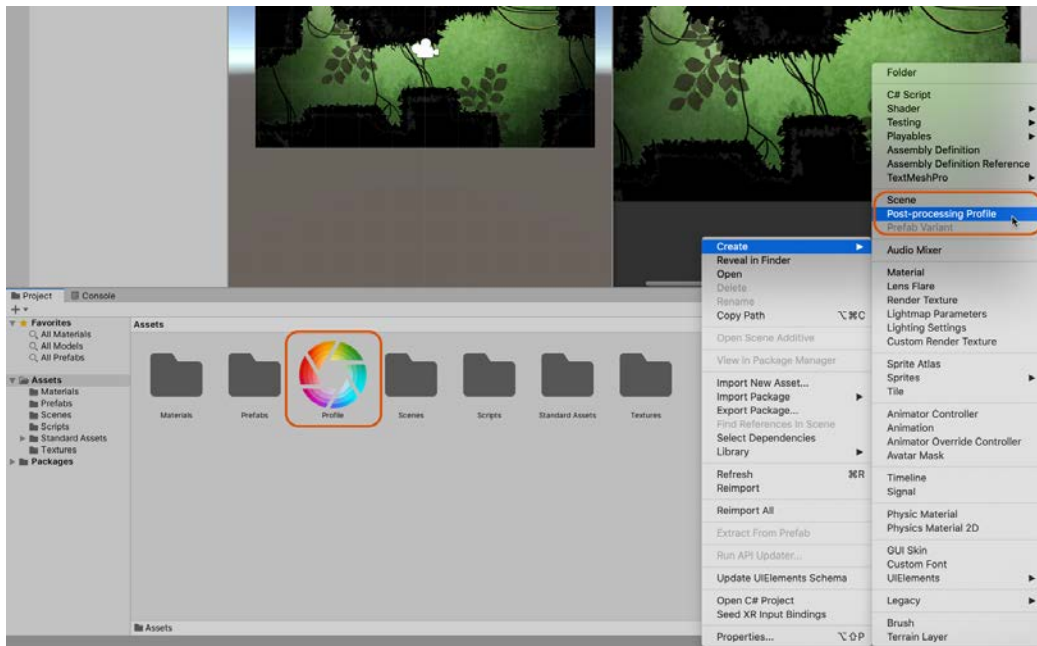 Project
Console
Favorites
All Materials
All Models
All Prefabs
Assets
Materials
Prefabs
Scenes
Scripts
Standard Assets
Textures
Packages
Assets
Materials
Prefabs
Profile
Scenes
Scripts
Standard Assets
Textures
Assets
Create
Reveal in Finder
Open
Delete
Rename
Copy Path ⌥⌘C
Open Scene Additive
View in Package Manager
Import New Asset...
Import Package
Export Package...
Find References In Scene
Select Dependencies
Library
Refresh ⌘R
Reimport
Reimport All
Extract From Prefab
Run API Updater...
Update UIElements Schema
Open C# Project
Seed XR Input Bindings
Properties... ⌥⇧P
Folder
C# Script
Shader
Testing
Playables
Assembly Definition
Assembly Definition Reference
TextMeshPro
Scene
Post-processing Profile
Prefab Variant
Audio Mixer
Material
Lens Flare
Render Texture
Lightmap Parameters
Lighting Settings
Custom Render Texture
Sprite Atlas
Sprites
Tile
Animator Controller
Animation
Animator Override Controller
Avatar Mask
Timeline
Signal
Physic Material
Physics Material 2D
GUI Skin
Custom Font
UIElements
Legacy
Brush
Terrain Layer